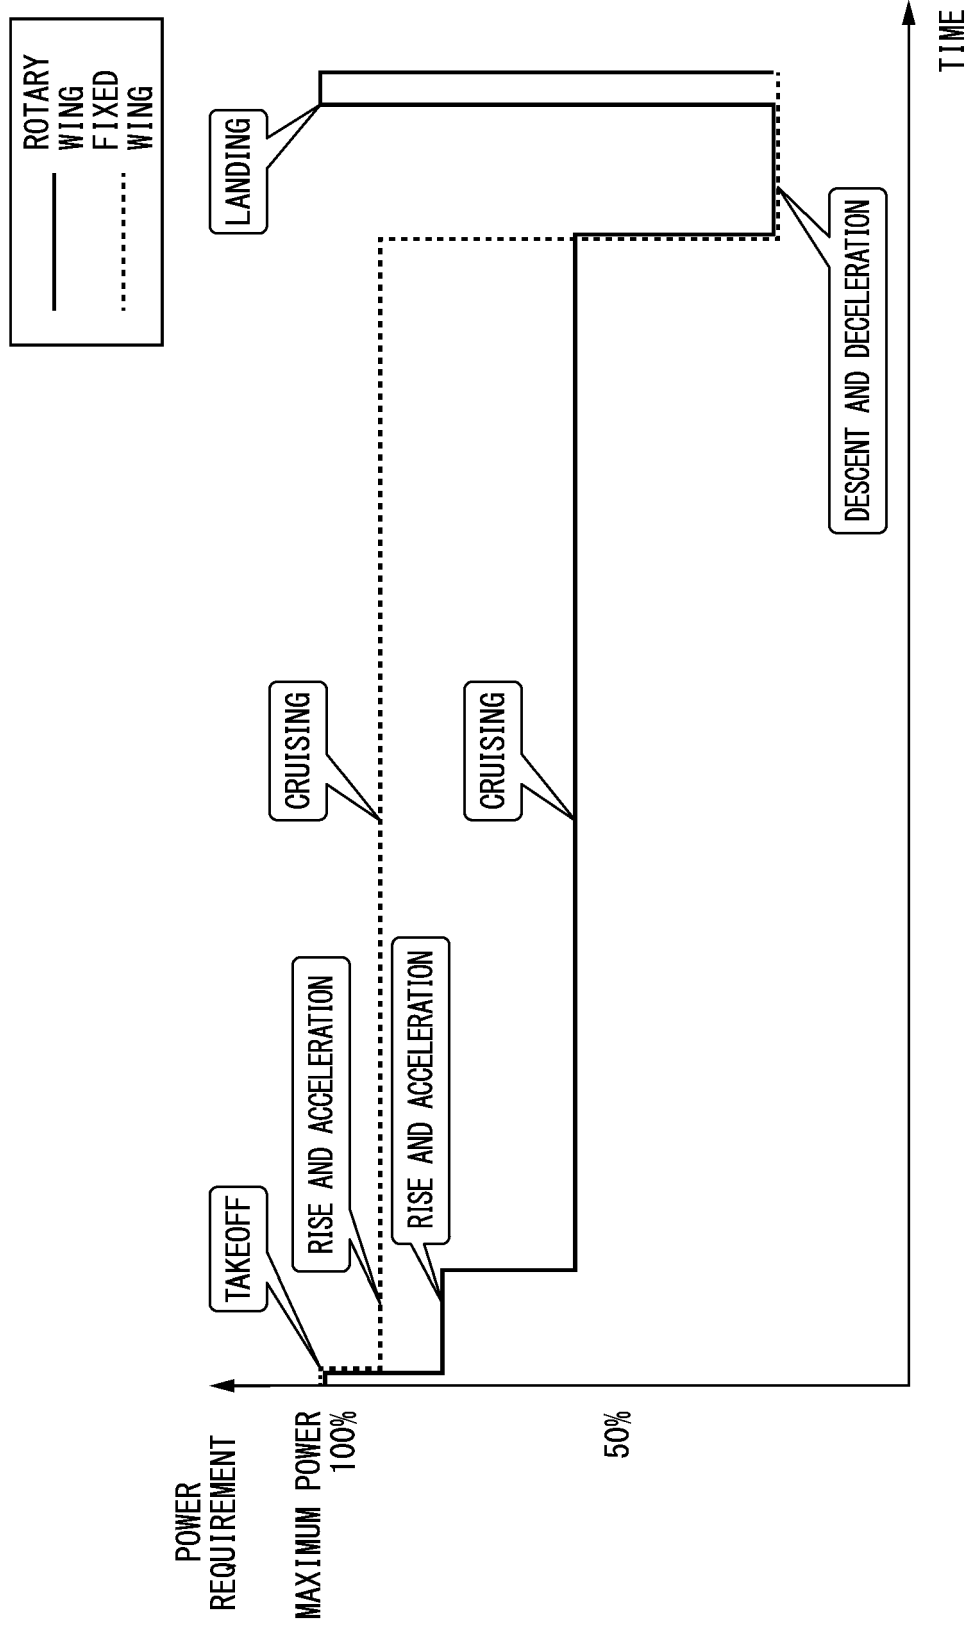 POWER
REQUIREMENT
MAXIMUM POWER
100%
50%
TAKEOFF
RISE AND ACCELERATION
RISE AND ACCELERATION
CRUISING
CRUISING
LANDING
DESCENT AND DECELERATION
ROTARY
WING
FIXED
WING
TIME